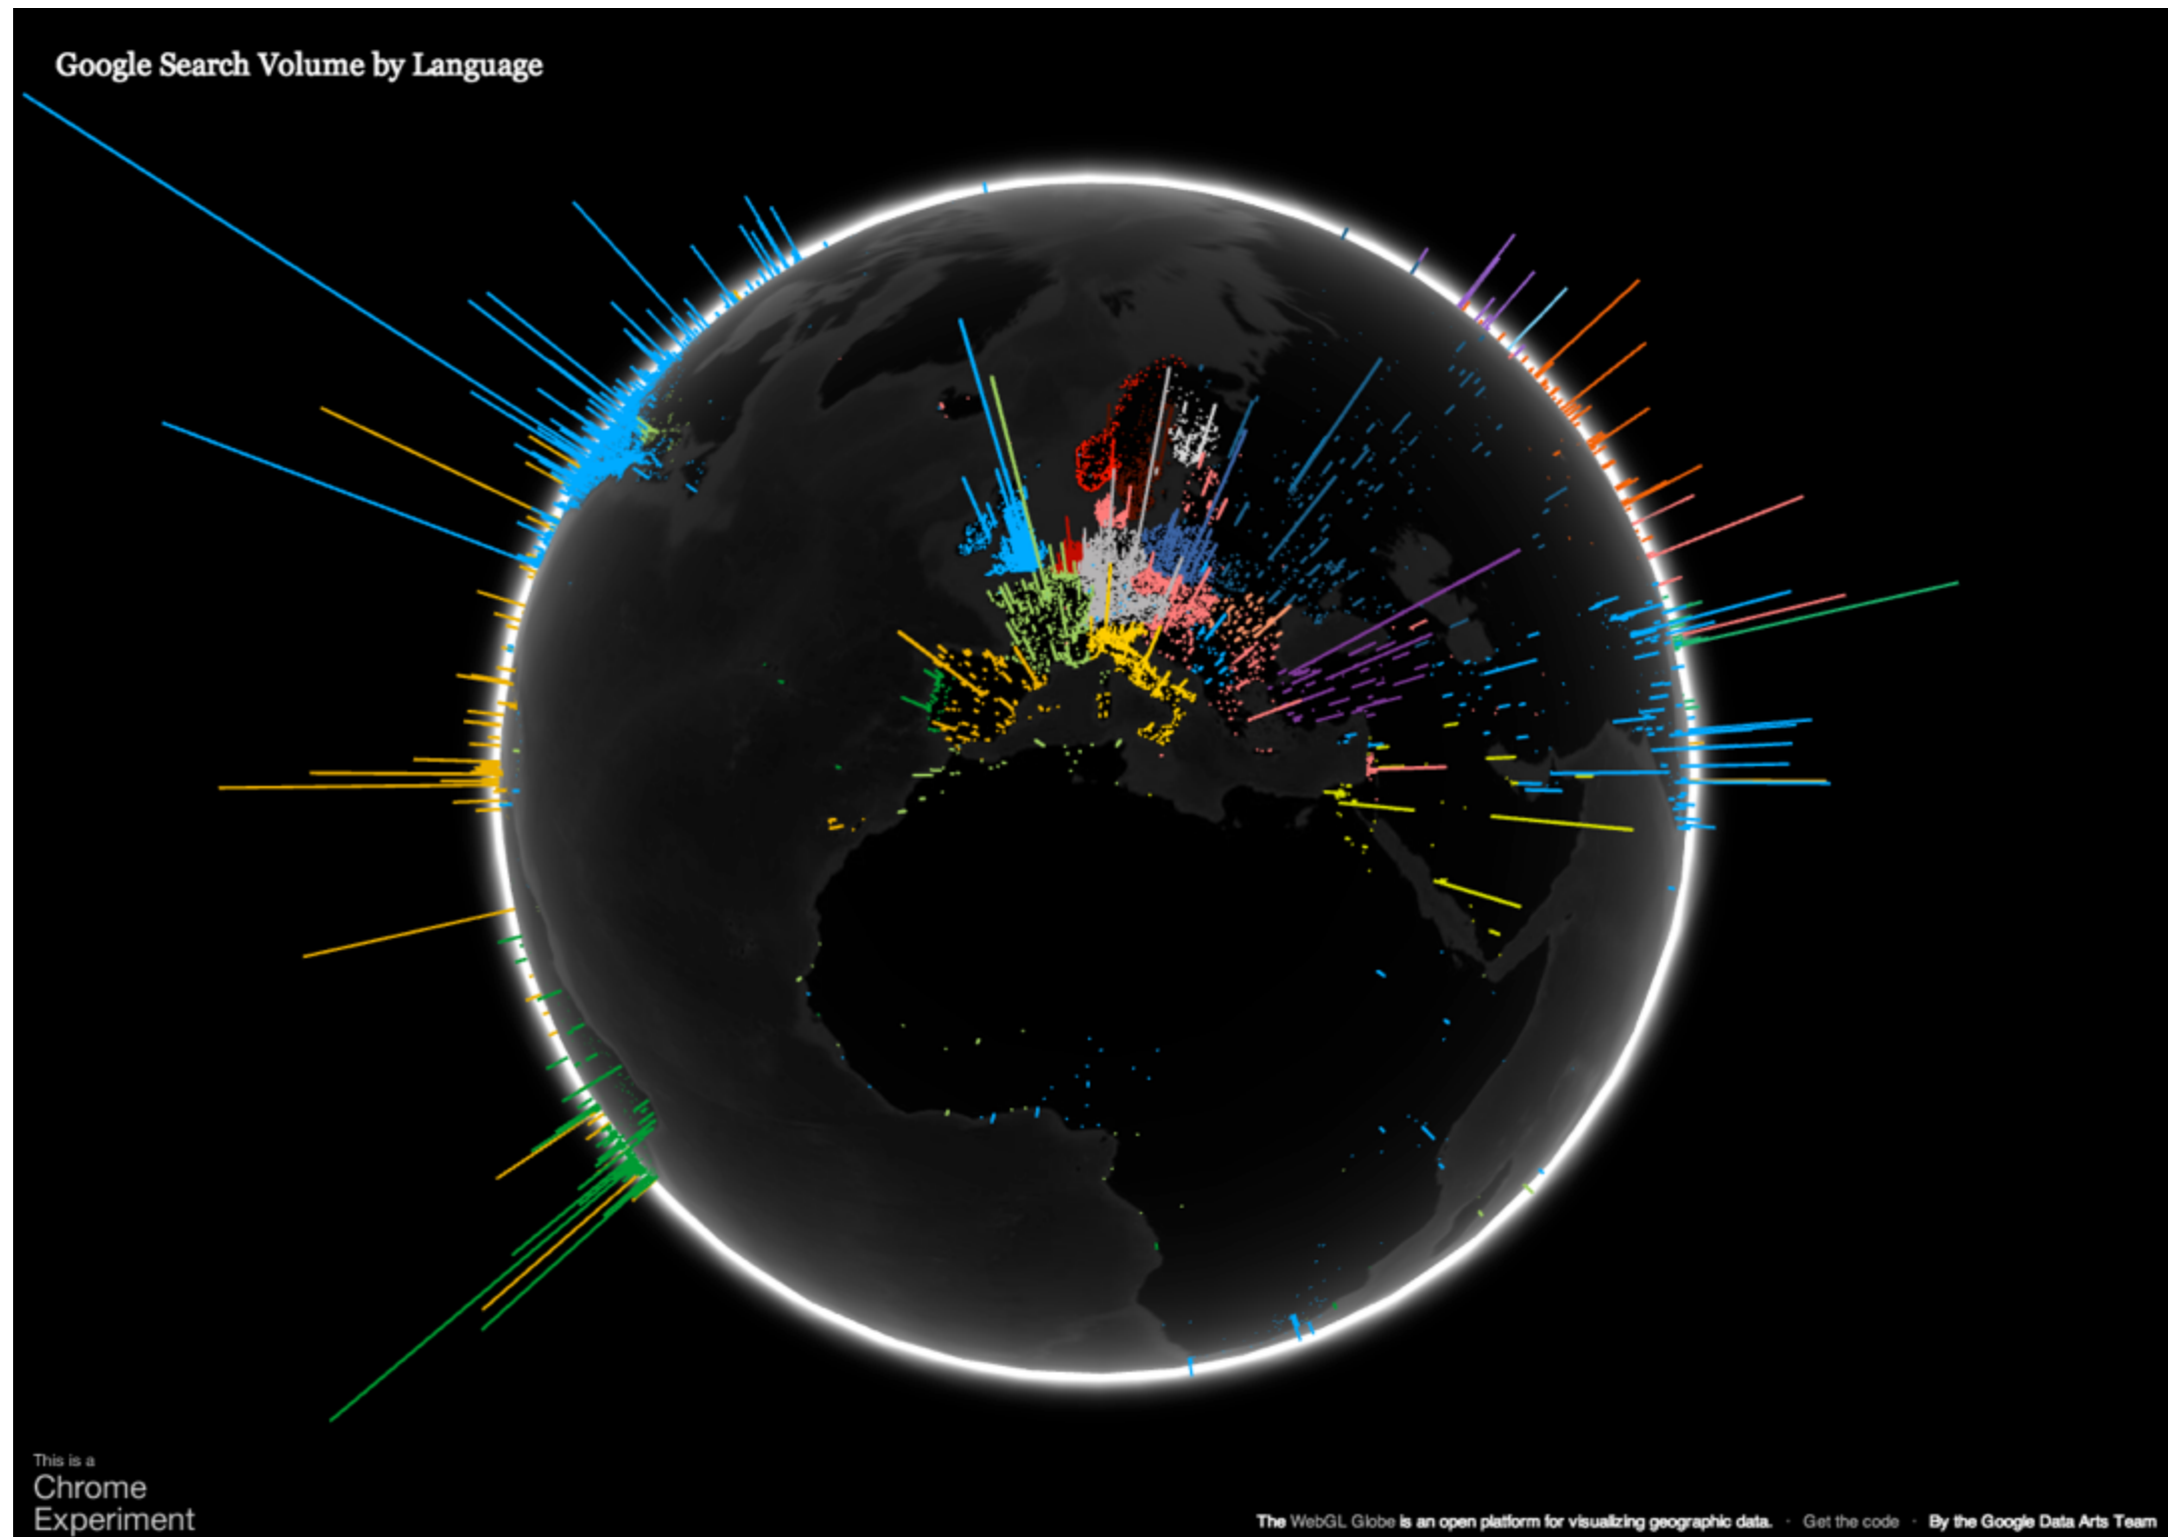 Google Search Volume by Language
This is a
Chrome
Experiment
The WebGL Globe is an open platform for visualizing geographic data. · Get the code · By the Google Data Arts Team